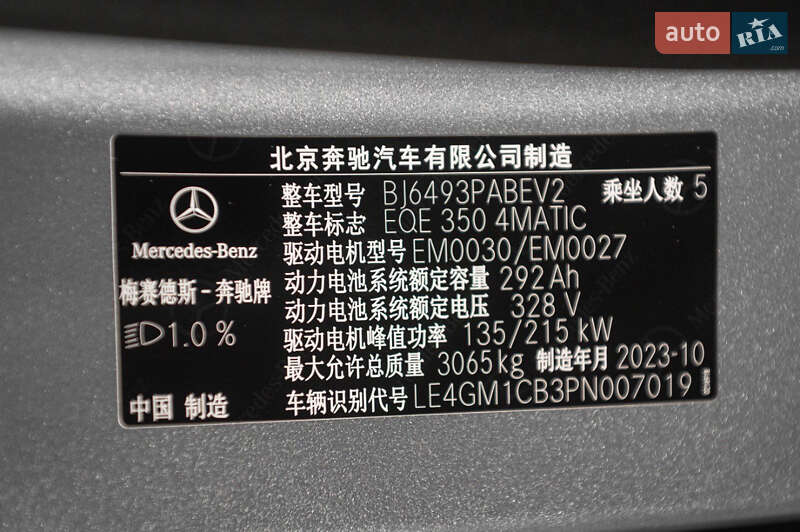 auto RIA .com
北京奔驰汽车有限公司制造
整车型号 BJ6493PABEV2 乘坐人数 5
整车标志 EQE 350 4MATIC
Mercedes-Benz
驱动电机型号 EM0030/EM0027
动力电池系统额定容量 292Ah
梅赛德斯-奔驰牌
动力电池系统额定电压 328 V
1.0 %
驱动电机峰值功率 135/215 kW
最大允许总质量 3065kg 制造年月 2023-10
中国 制造
车辆识别代号 LE4GM1CB3PN007019